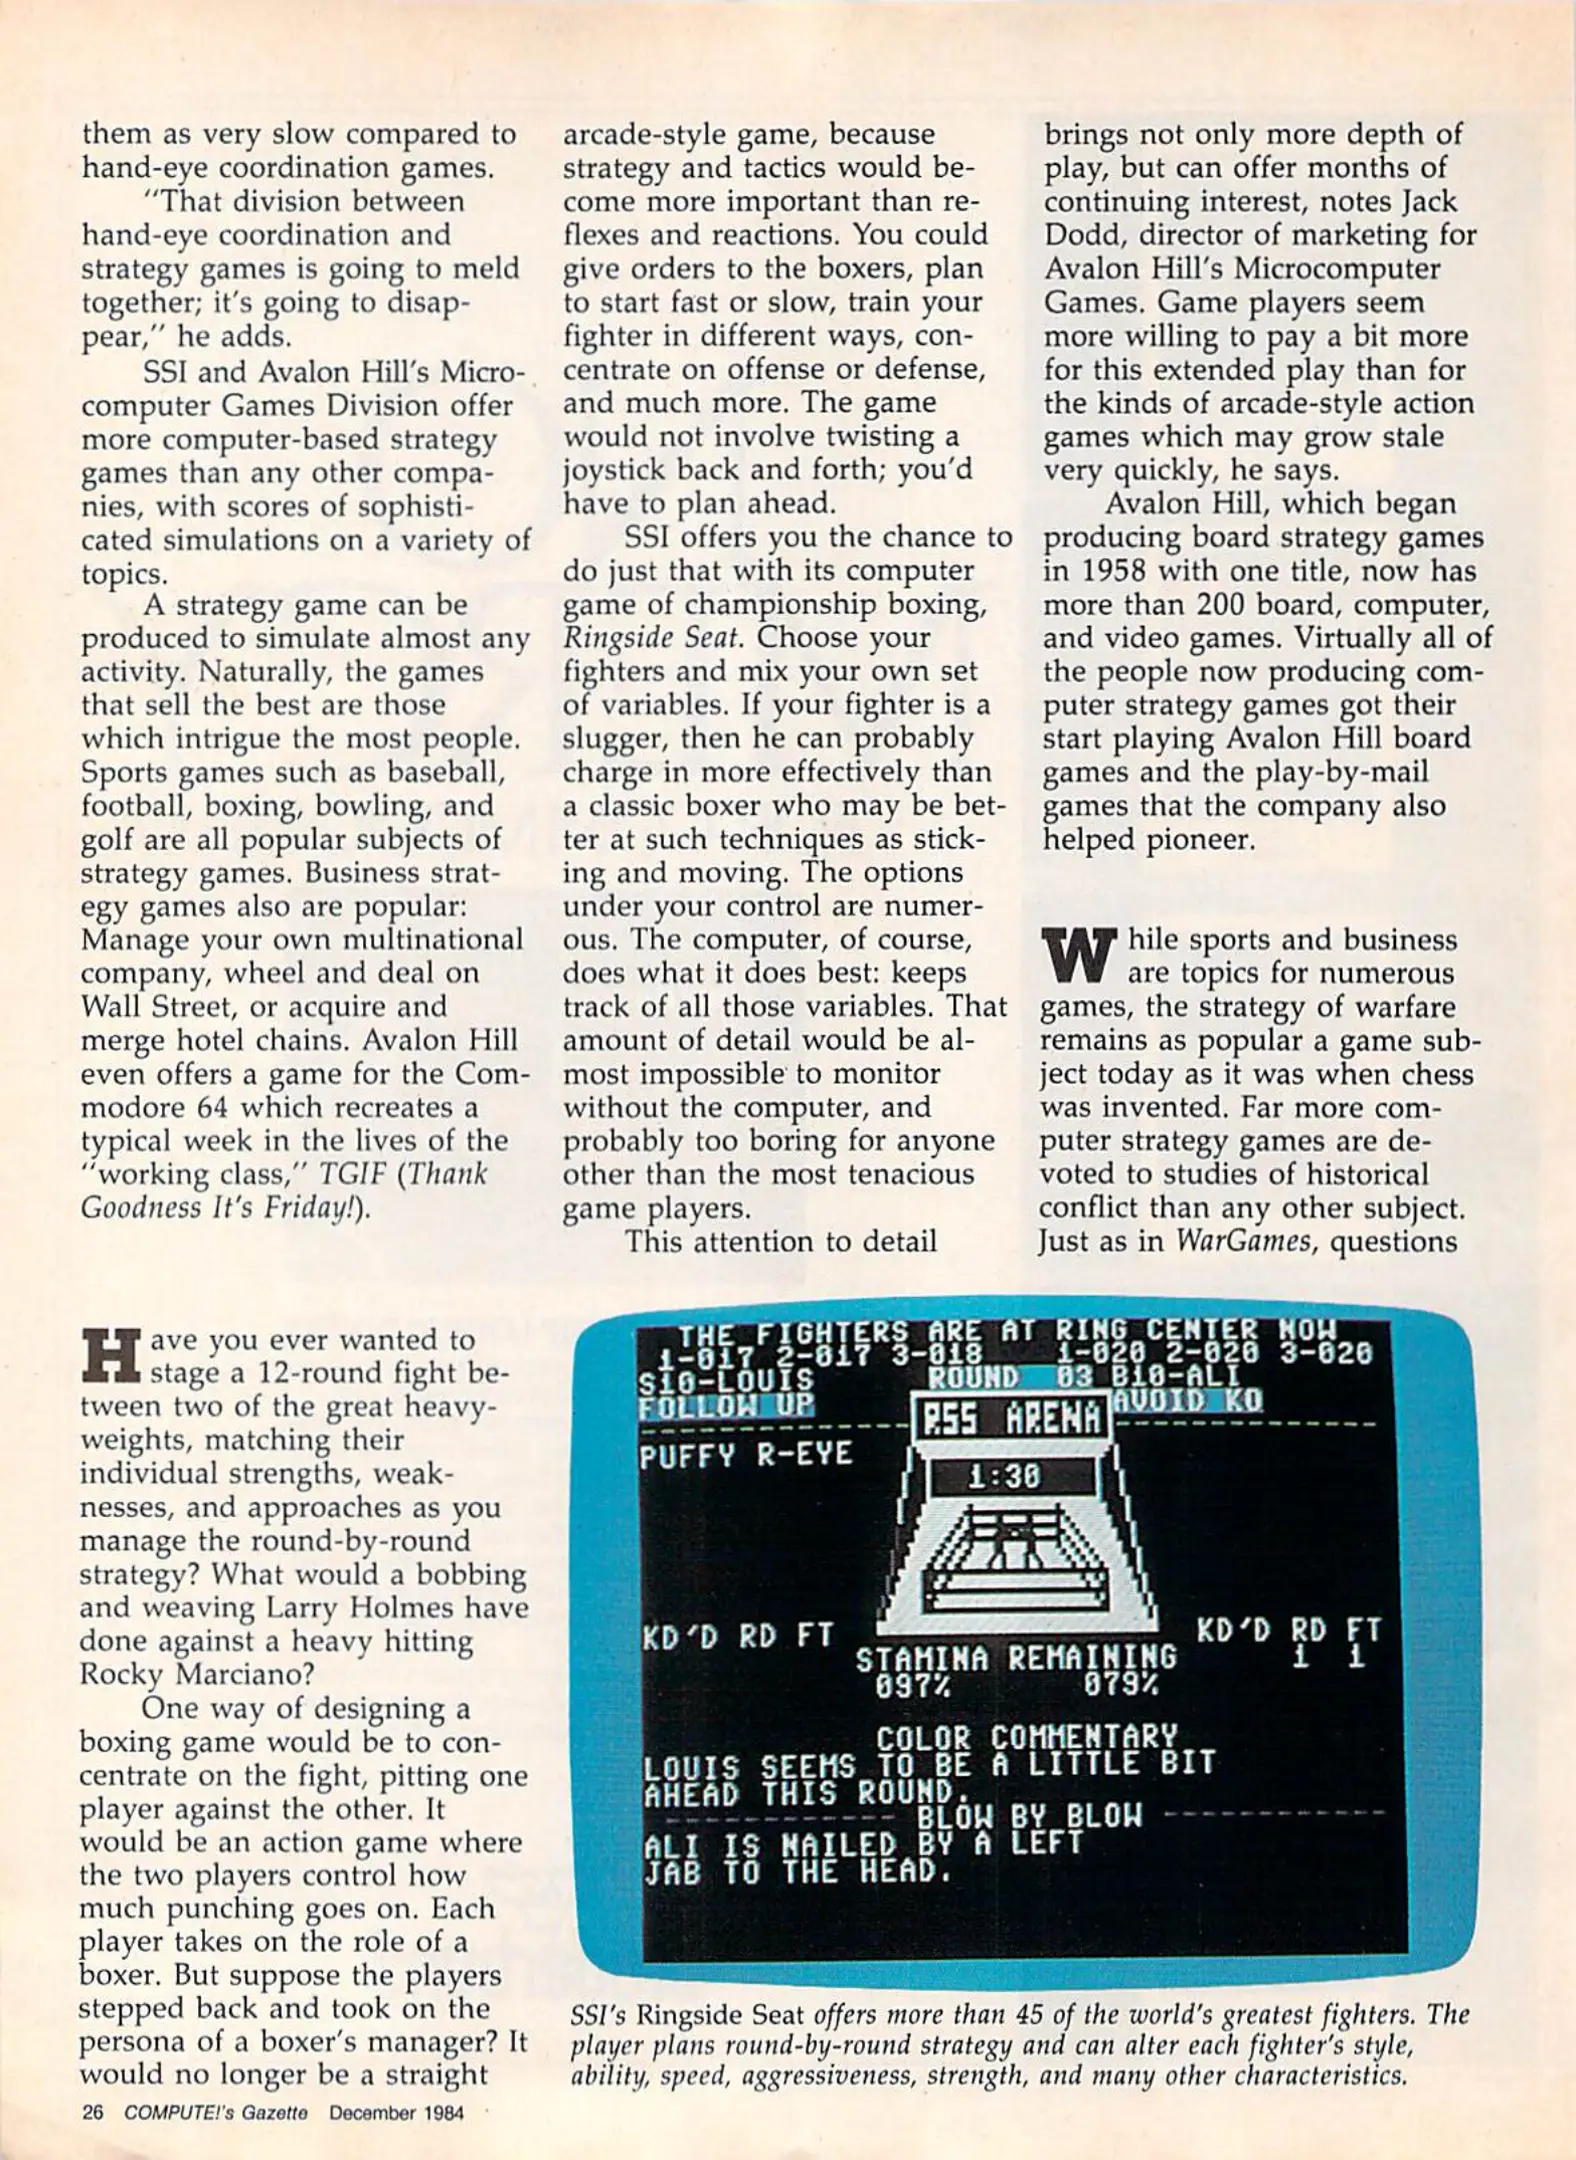 them as very slow compared to
hand-eye coordination games.
"That division between
hand-eye coordination and
strategy games is going to meld
together; it's going to disap-
pear," he adds.
SSI and Avalon Hill's Micro-
computer Games Division offer
more computer-based strategy
games than any other compa-
nies, with scores of sophisti-
cated simulations on a variety of
topics.
A strategy game can be
produced to simulate almost any
activity. Naturally, the games
that sell the best are those
which intrigue the most people.
Sports games such as baseball,
football, boxing, bowling, and
golf are all popular subjects of
strategy games. Business strat-
egy games also are popular:
Manage your own multinational
company, wheel and deal on
Wall Street, or acquire and
merge hotel chains. Avalon Hill
even offers a game for the Com-
modore 64 which recreates a
typical week in the lives of the
"working class," TGIF (Thank
Goodness It's Friday!).
Have you ever wanted to
stage a 12-round fight be-
tween two of the great heavy-
weights, matching their
individual strengths, weak-
nesses, and approaches as you
manage the round-by-round
strategy? What would a bobbing
and weaving Larry Holmes have
done against a heavy hitting
Rocky Marciano?
One way of designing a
boxing game would be to con-
centrate on the fight, pitting one
player against the other. It
would be an action game where
the two players control how
much punching goes on. Each
player takes on the role of a
boxer. But suppose the players
stepped back and took on the
persona of a boxer's manager? It
would no longer be a straight
arcade-style game, because
strategy and tactics would be-
come more important than re-
flexes and reactions. You could
give orders to the boxers, plan
to start fast or slow, train your
fighter in different ways, con-
centrate on offense or defense,
and much more. The game
would not involve twisting a
joystick back and forth; you'd
have to plan ahead.
SSI offers you the chance to
do just that with its computer
game of championship boxing,
Ringside Seat. Choose your
fighters and mix your own set
of variables. If your fighter is a
slugger, then he can probably
charge in more effectively than
a classic boxer who may be bet-
ter at such techniques as stick-
ing and moving. The options
under your control are numer-
ous. The computer, of course,
does what it does best: keeps
track of all those variables. That
amount of detail would be al-
most impossible to monitor
without the computer, and
probably too boring for anyone
other than the most tenacious
game players.
This attention to detail
brings not only more depth of
play, but can offer months of
continuing interest, notes Jack
Dodd, director of marketing for
Avalon Hill's Microcomputer
Games. Game players seem
more willing to pay a bit more
for this extended play than for
the kinds of arcade-style action
games which may grow stale
very quickly, he says.
Avalon Hill, which began
producing board strategy games
in 1958 with one title, now has
more than 200 board, computer,
and video games. Virtually all of
the people now producing com-
puter strategy games got their
start playing Avalon Hill board
games and the play-by-mail
games that the company also
helped pioneer.
While sports and business
are topics for numerous
games, the strategy of warfare
remains as popular a game sub-
ject today as it was when chess
was invented. Far more com-
puter strategy games are de-
voted to studies of historical
conflict than any other subject.
Just as in WarGames, questions
THE FIGHTERS ARE AT RING CENTER NOW
1-017 2-017 3-018 1-020 2-020 3-020
S10-LOUIS ROUND 03 B10-ALI
FOLLOW UP RSS ARENA AVOID KO
PUFFY R-EYE
1:30
KD'D RD FT KD'D RD FT
STAMINA REMAINING 1 1
097% 079%
COLOR COMMENTARY
LOUIS SEEMS TO BE A LITTLE BIT
AHEAD THIS ROUND.
BLOW BY BLOW
ALI IS NAILED BY A LEFT
JAB TO THE HEAD.
SSI's Ringside Seat offers more than 45 of the world's greatest fighters. The
player plans round-by-round strategy and can alter each fighter's style,
ability, speed, aggressiveness, strength, and many other characteristics.
26 COMPUTE!'s Gazette December 1984